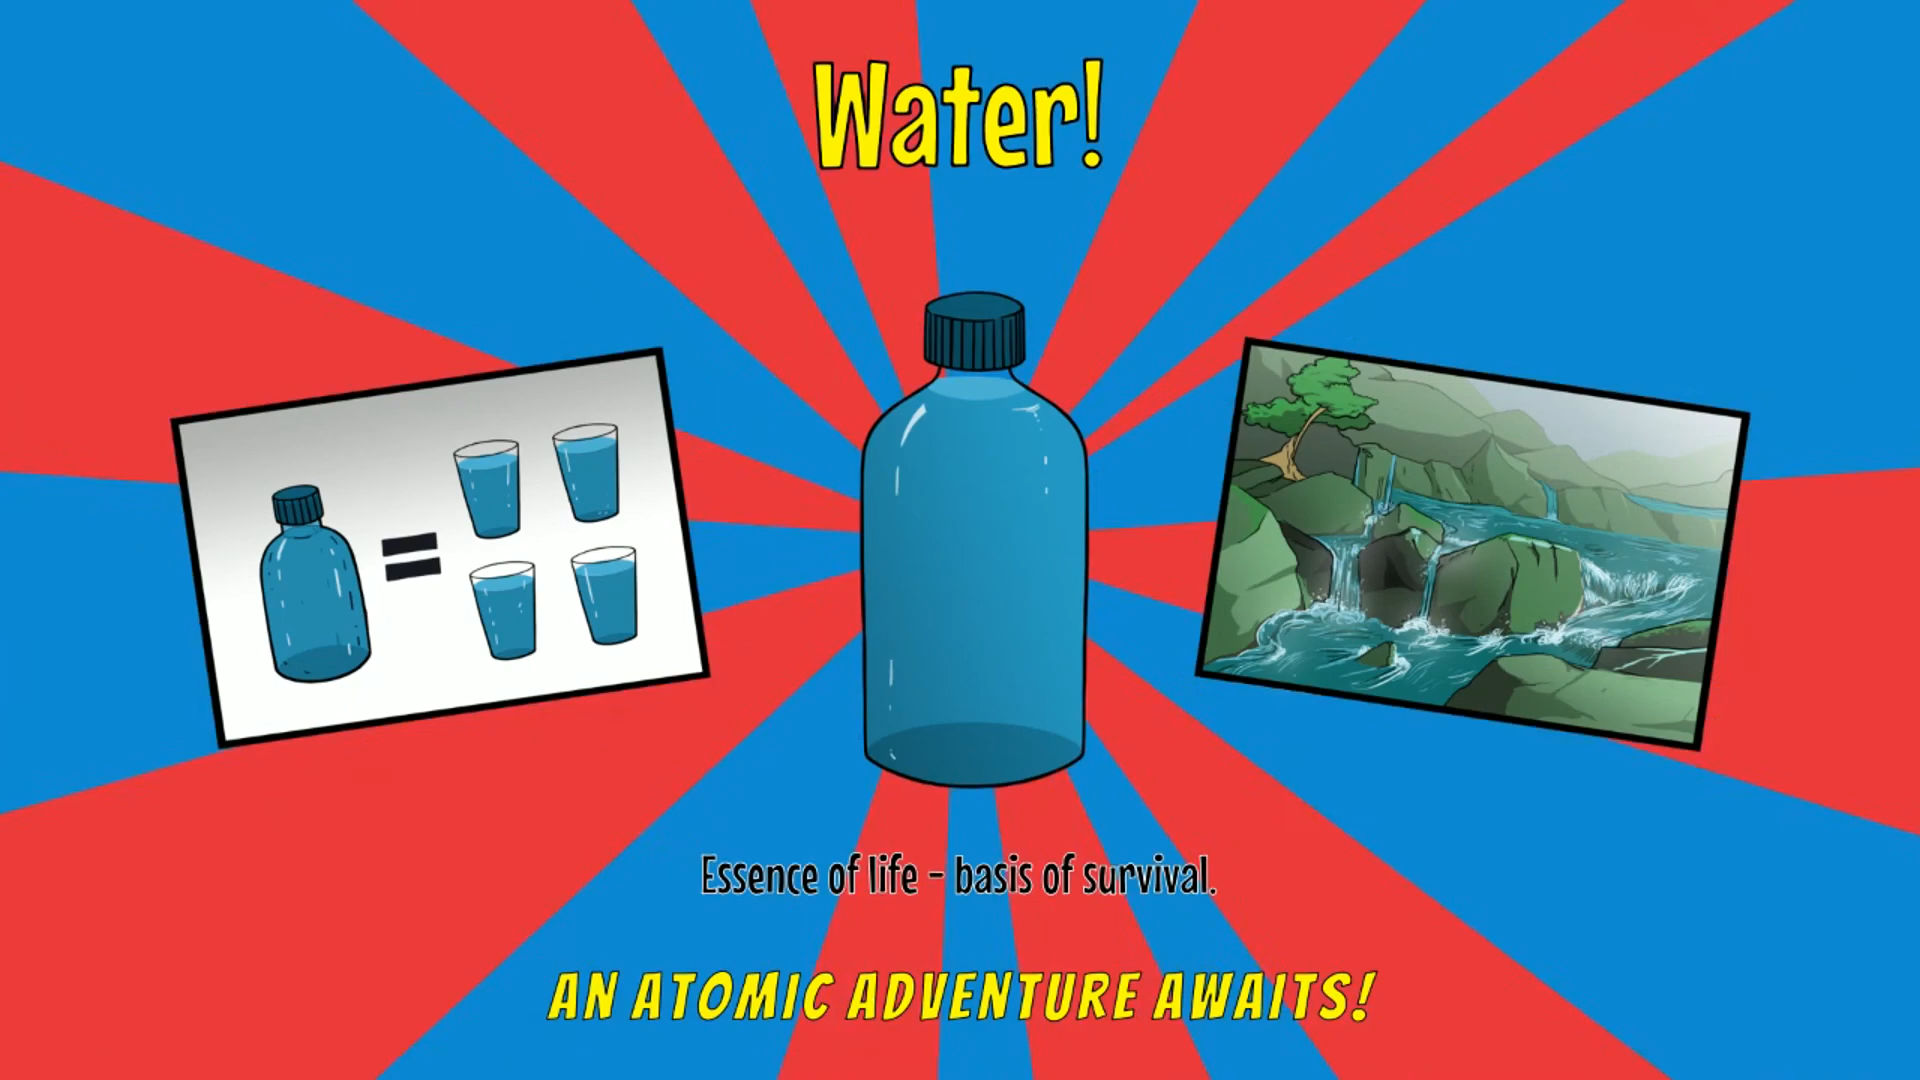 Water!
Essence of life - basis of survival.
AN ATOMIC ADVENTURE AWAITS!